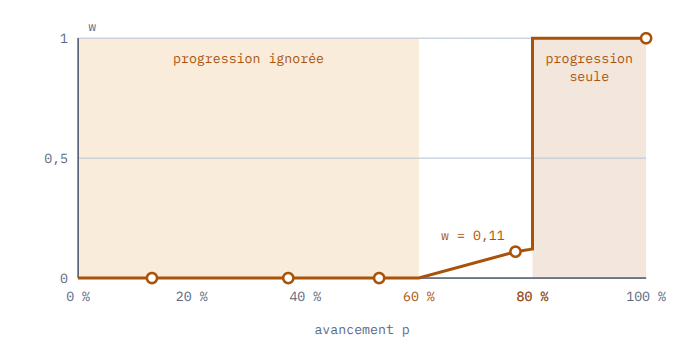 w
1
progression ignorée
progression
seule
0,5
w = 0,11
0
0 %
20 %
40 %
60 %
80 %
100 %
avancement p